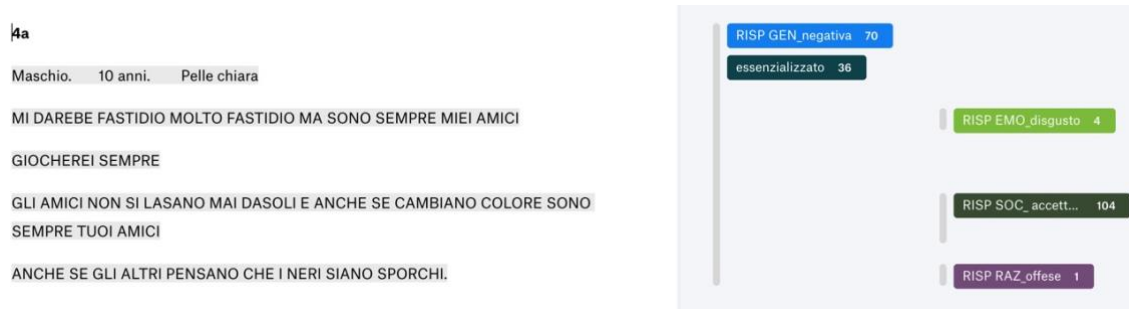 4a
Maschio. 10 anni. Pelle chiara
MI DAREBE FASTIDIO MOLTO FASTIDIO MA SONO SEMPRE MIEI AMICI
GIOCHEREI SEMPRE
GLI AMICI NON SI LASANO MAI DASOLI E ANCHE SE CAMBIANO COLORE SONO
SEMPRE TUOI AMICI
ANCHE SE GLI ALTRI PENSANO CHE I NERI SIANO SPORCHI.
RISP GEN_negativa 70
essenzializzato 36
RISP EMO_disgusto 4
RISP SOC_ accett... 104
RISP RAZ_offese 1